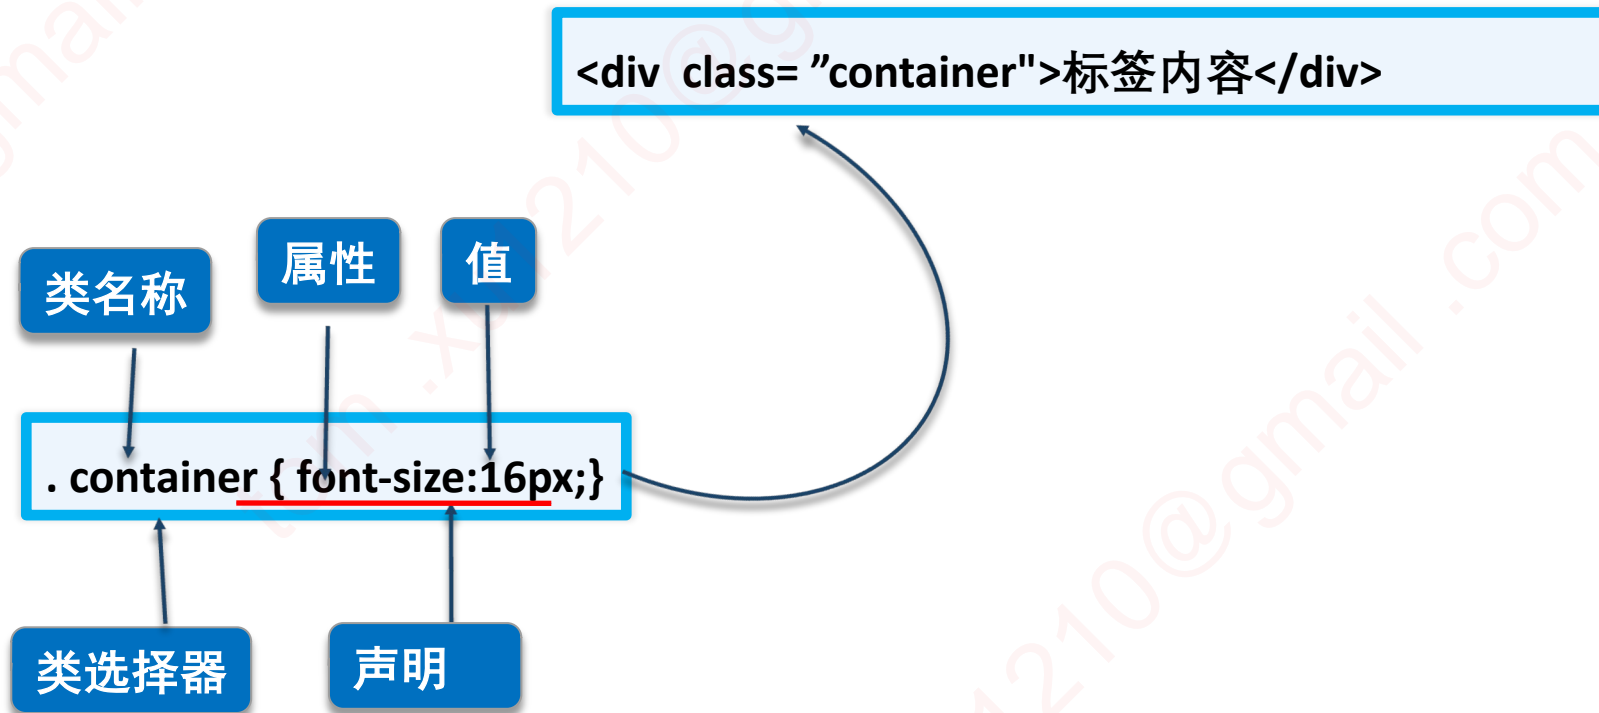 <div  class= ”container">标签内容</div>
类名称
属性
值
. container { font-size:16px;}
类选择器
声明